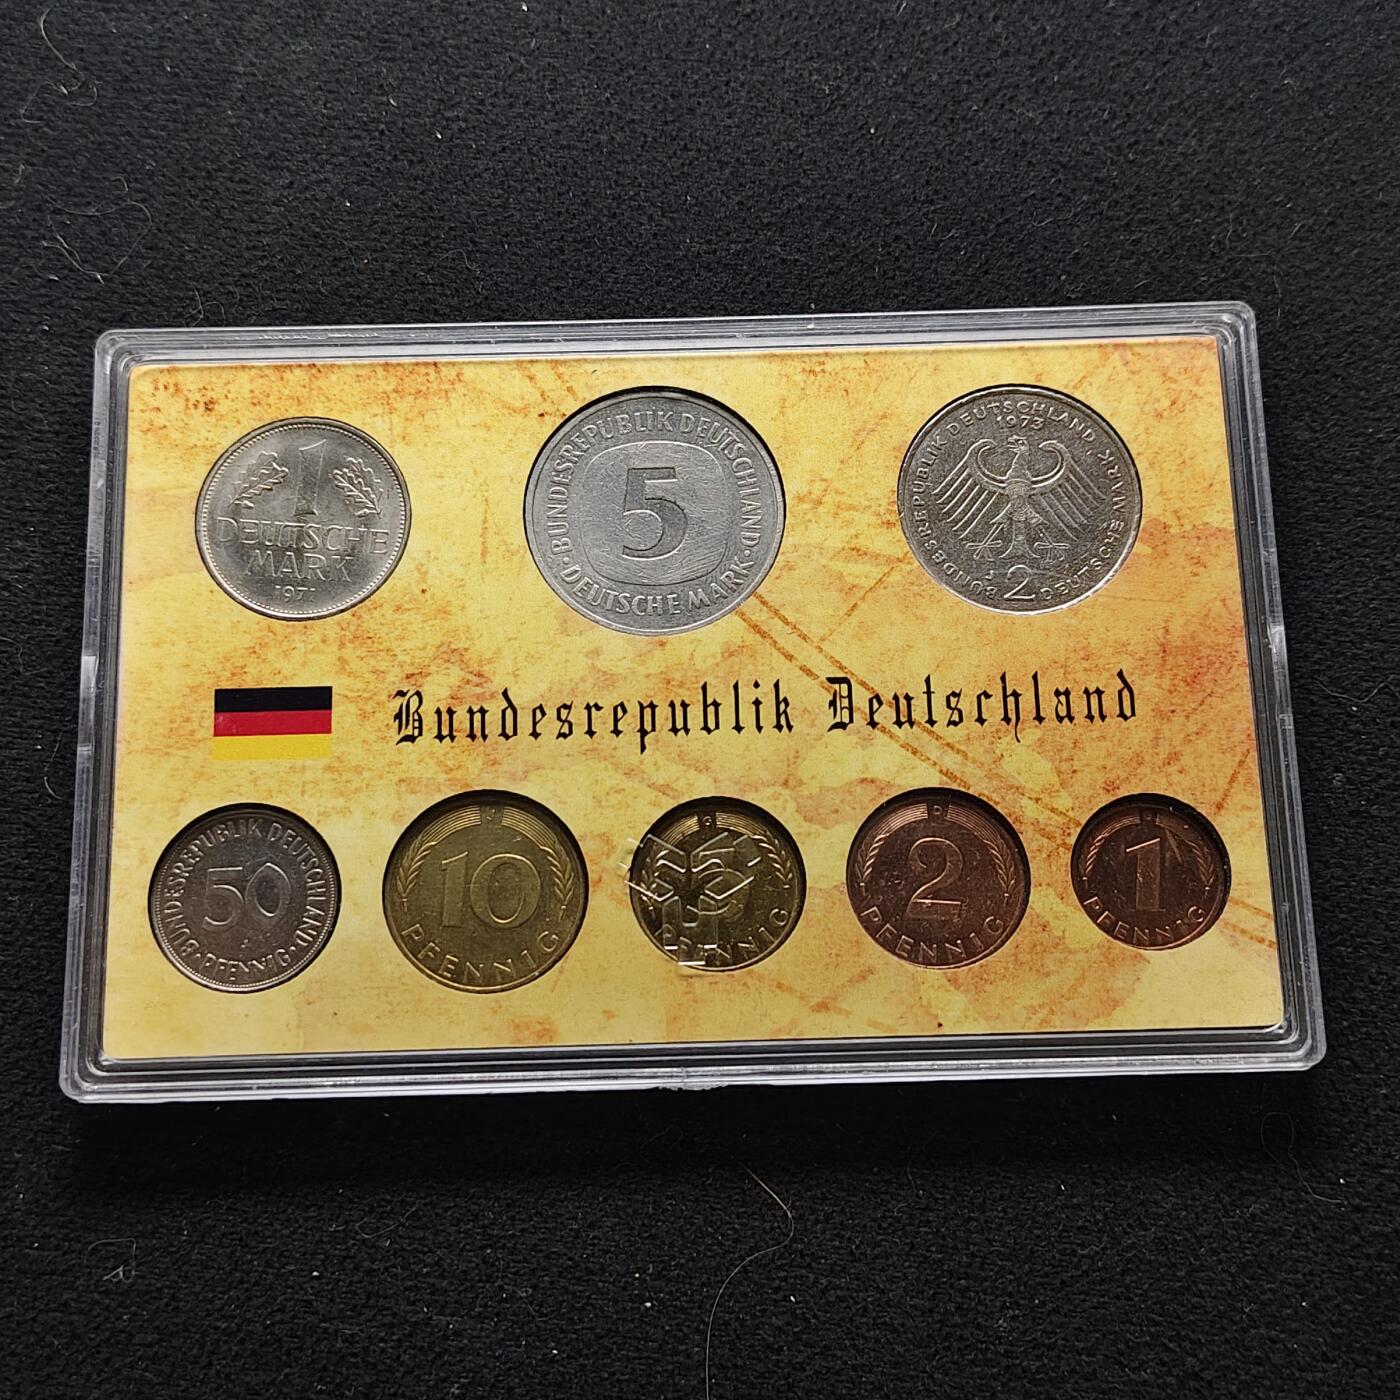 1
DEUTSCHE
MARK
BUNDESREPUBLIK DEUTSCHLAND
5
DEUTSCHE MARK
BUNDESREPUBLIK DEUTSCHLAND
1973
2
DEUTSCHE MARK
Bundesrepublik Deutschland
BUNDESREPUBLIK DEUTSCHLAND
50
PFENNIG
10
PFENNIG
5
2
PFENNIG
1
PFENNIG